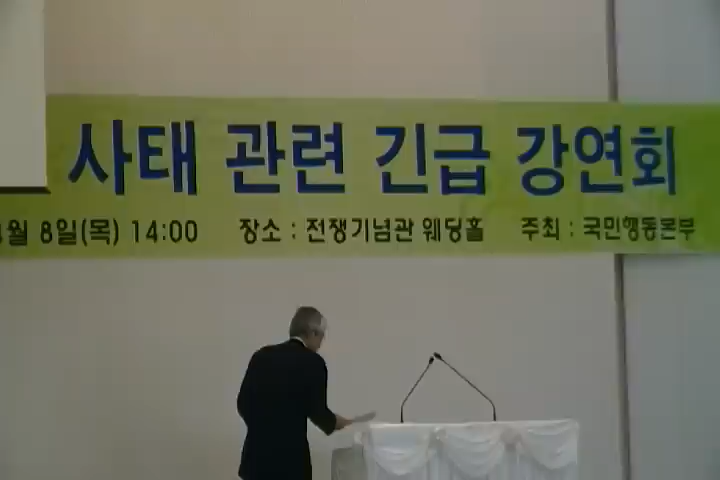 사태 관련 긴급 강연회
월 8일(목) 14:00 장소 : 전쟁기념관 웨딩홀 주최 : 국민행동본부